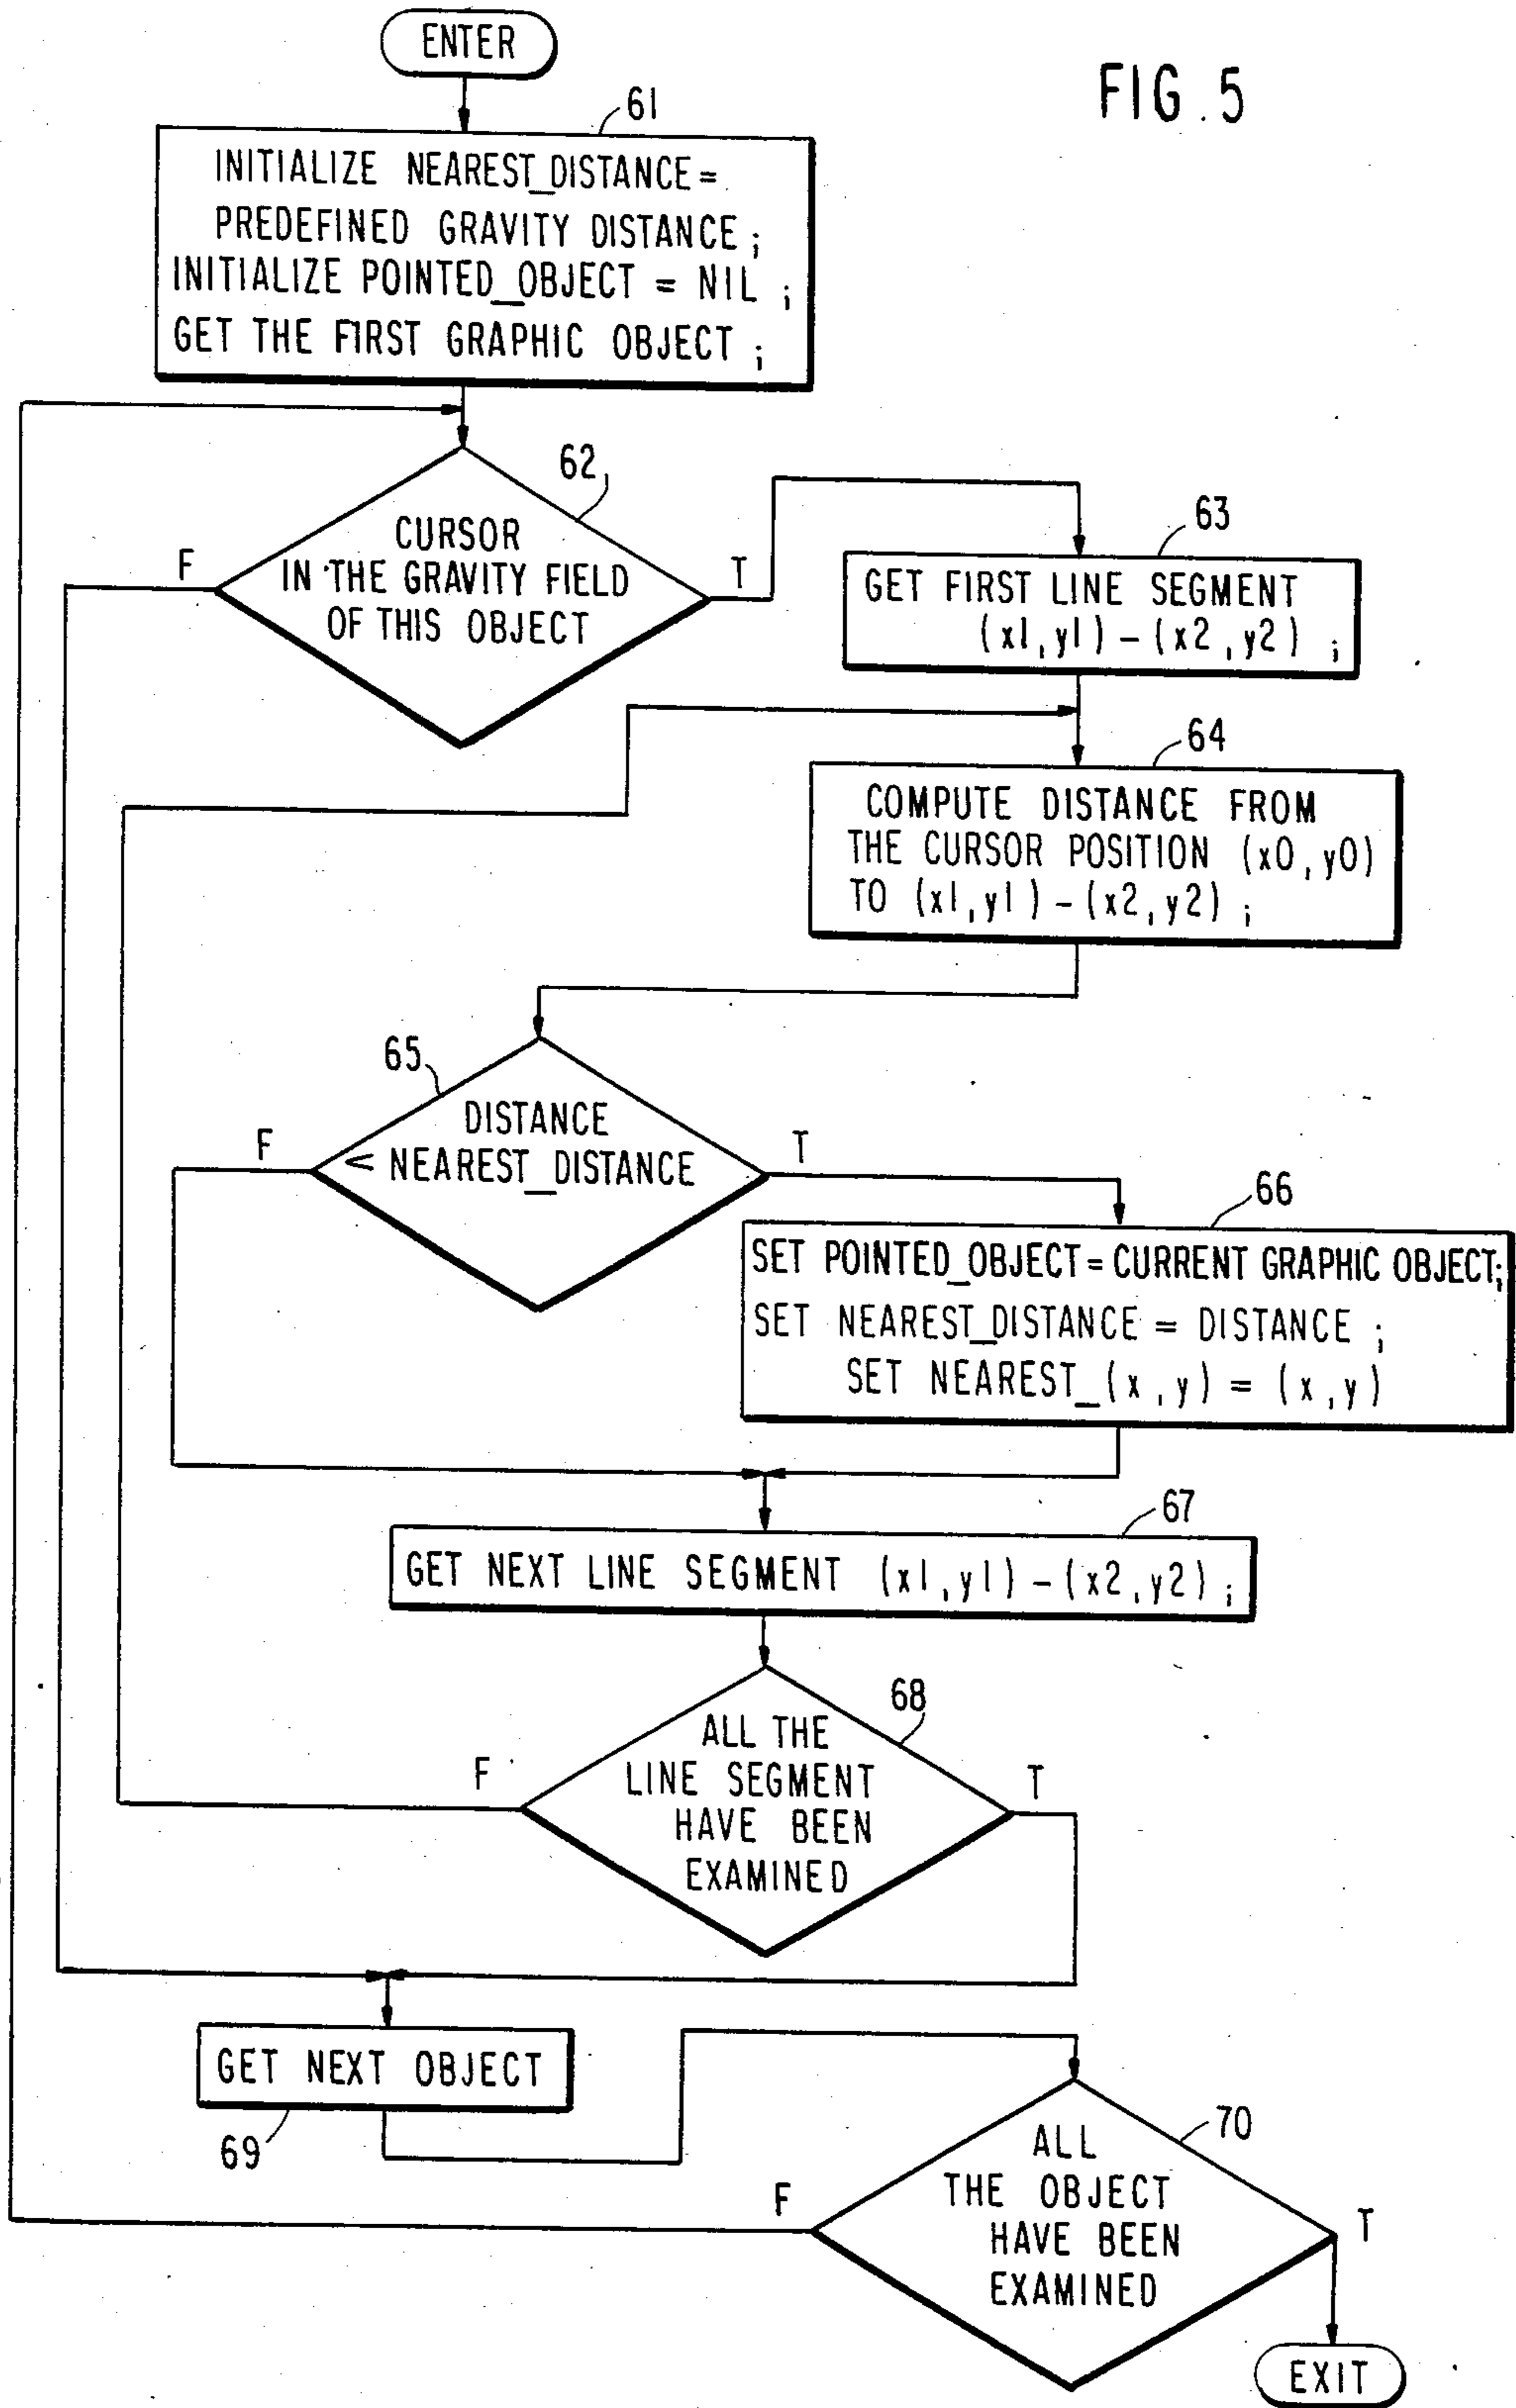 ENTER
FIG. 5
61
INITIALIZE NEAREST_DISTANCE=
PREDEFINED GRAVITY DISTANCE;
INITIALIZE POINTED_OBJECT = NIL ;
GET THE FIRST GRAPHIC OBJECT ;
62
CURSOR
IN THE GRAVITY FIELD
OF THIS OBJECT
F
T
63
GET FIRST LINE SEGMENT
(x1,y1)-(x2,y2) ;
64
COMPUTE DISTANCE FROM
THE CURSOR POSITION (x0,y0)
TO (x1,y1)-(x2,y2) ;
65
DISTANCE
< NEAREST_DISTANCE
F
T
66
SET POINTED_OBJECT=CURRENT GRAPHIC OBJECT;
SET NEAREST_DISTANCE = DISTANCE ;
SET NEAREST_(x,y) = (x,y)
67
GET NEXT LINE SEGMENT (x1,y1)-(x2,y2) ;
68
ALL THE
LINE SEGMENT
HAVE BEEN
EXAMINED
F
T
GET NEXT OBJECT
69
70
ALL
THE OBJECT
HAVE BEEN
EXAMINED
F
T
EXIT